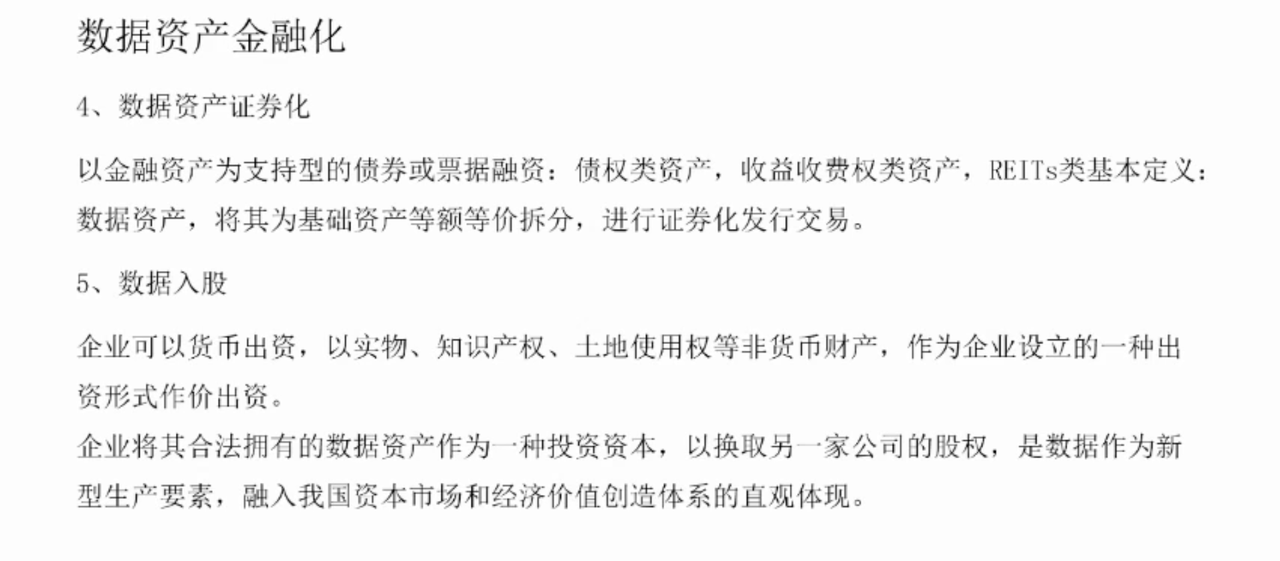 数据资产金融化
4、数据资产证券化
以金融资产为支持型的债券或票据融资：债权类资产，收益收费权类资产，REITs类基本定义：
数据资产，将其为基础资产等额等价拆分，进行证券化发行交易。
5、数据入股
企业可以货币出资，以实物、知识产权、土地使用权等非货币财产，作为企业设立的一种出
资形式作价出资。
企业将其合法拥有的数据资产作为一种投资资本，以换取另一家公司的股权，是数据作为新
型生产要素，融入我国资本市场和经济价值创造体系的直观体现。